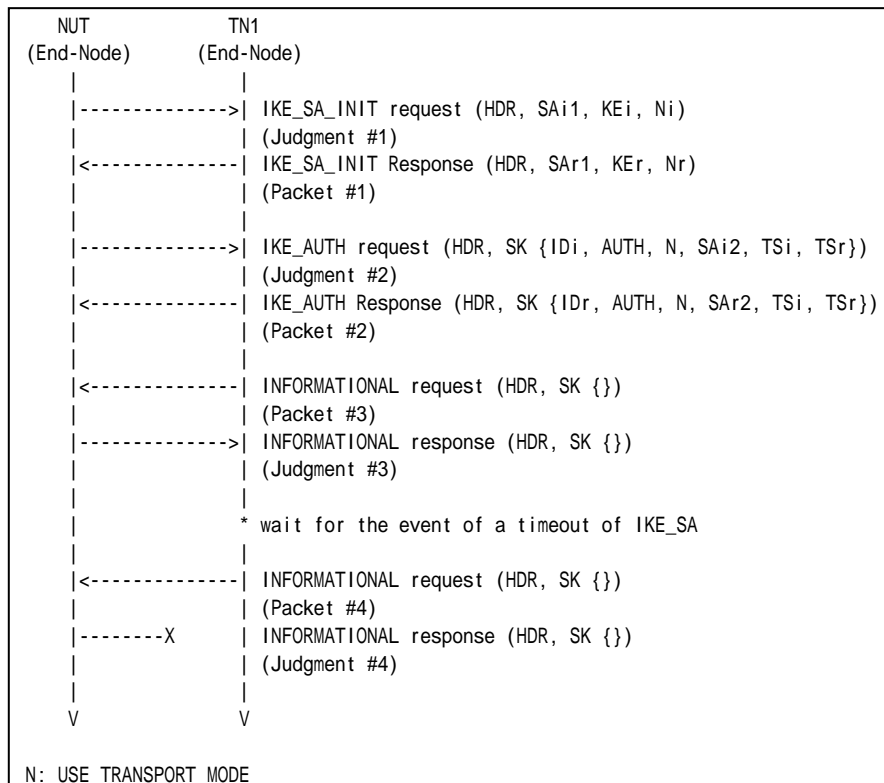 NUT TN1
(End-Node) (End-Node)
| |
|-------------->| IKE_SA_INIT request (HDR, SAi1, KEi, Ni)
| | (Judgment #1)
|<--------------| IKE_SA_INIT Response (HDR, SAr1, KEr, Nr)
| | (Packet #1)
| |
|-------------->| IKE_AUTH request (HDR, SK {IDi, AUTH, N, SAi2, TSi, TSr})
| | (Judgment #2)
|<--------------| IKE_AUTH Response (HDR, SK {IDr, AUTH, N, SAr2, TSi, TSr})
| | (Packet #2)
| |
|<--------------| INFORMATIONAL request (HDR, SK {})
| | (Packet #3)
|-------------->| INFORMATIONAL response (HDR, SK {})
| | (Judgment #3)
| |
| * wait for the event of a timeout of IKE_SA
| |
|<--------------| INFORMATIONAL request (HDR, SK {})
| | (Packet #4)
|--------X | INFORMATIONAL response (HDR, SK {})
| | (Judgment #4)
| |
V V
N: USE TRANSPORT MODE